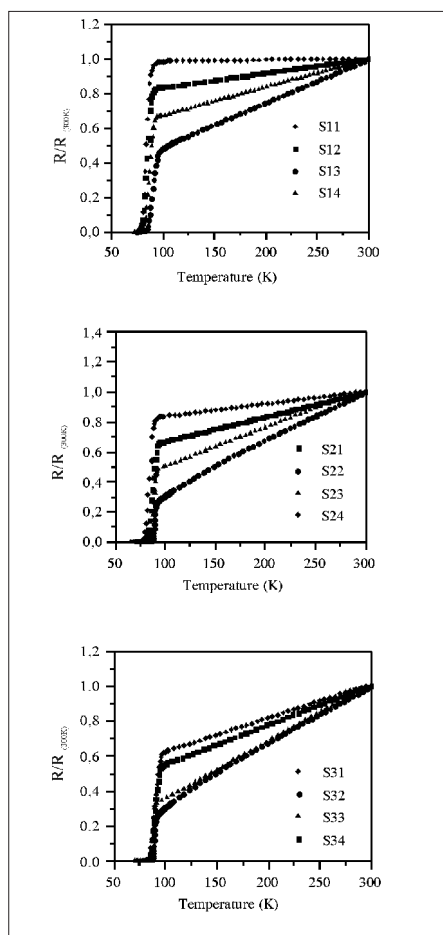 1.2
1.0
0.8
0.6
0.4
0.2
0,0
R/R (300K)
S11
S12
S13
S14
50 100 150 200 250 300
Temperature (K)
1,4
1.2
1.0
0.8
0.6
0.4
0.2
0,0
R/R (300K)
S21
S22
S23
S24
50 100 150 200 250 300
Temperature (K)
1.2
1.0
0.8
0.6
0.4
0.2
0.0
R/R (300K)
S31
S32
S33
S34
50 100 150 200 250 300
Temperature (K)